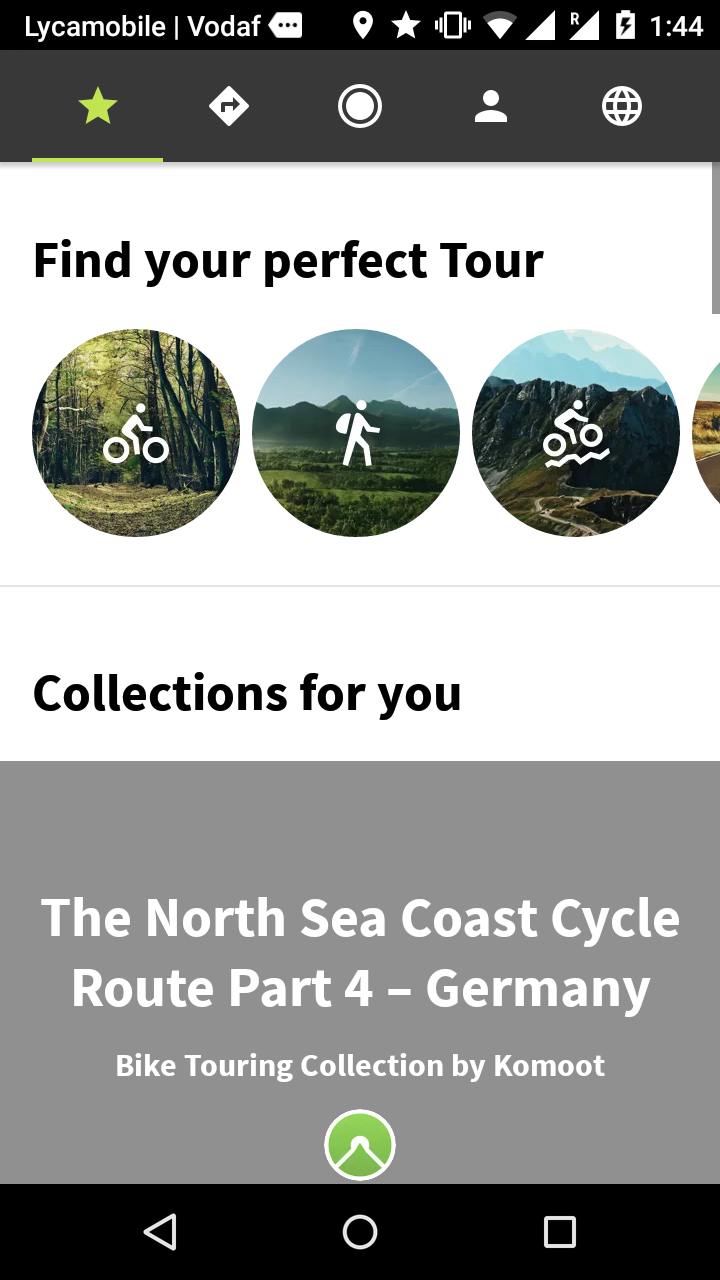 Lycamobile | Vodaf
R
1:44
Find your perfect Tour
Collections for you
The North Sea Coast Cycle
Route Part 4 – Germany
Bike Touring Collection by Komoot